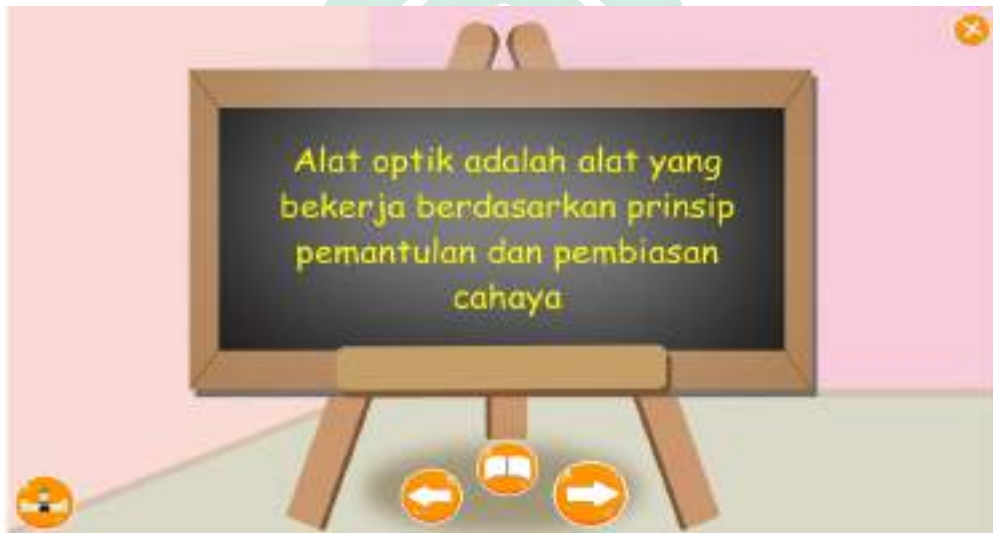 Alat optik adalah alat yang
bekerja berdasarkan prinsip
pemantulan dan pembiasan
cahaya